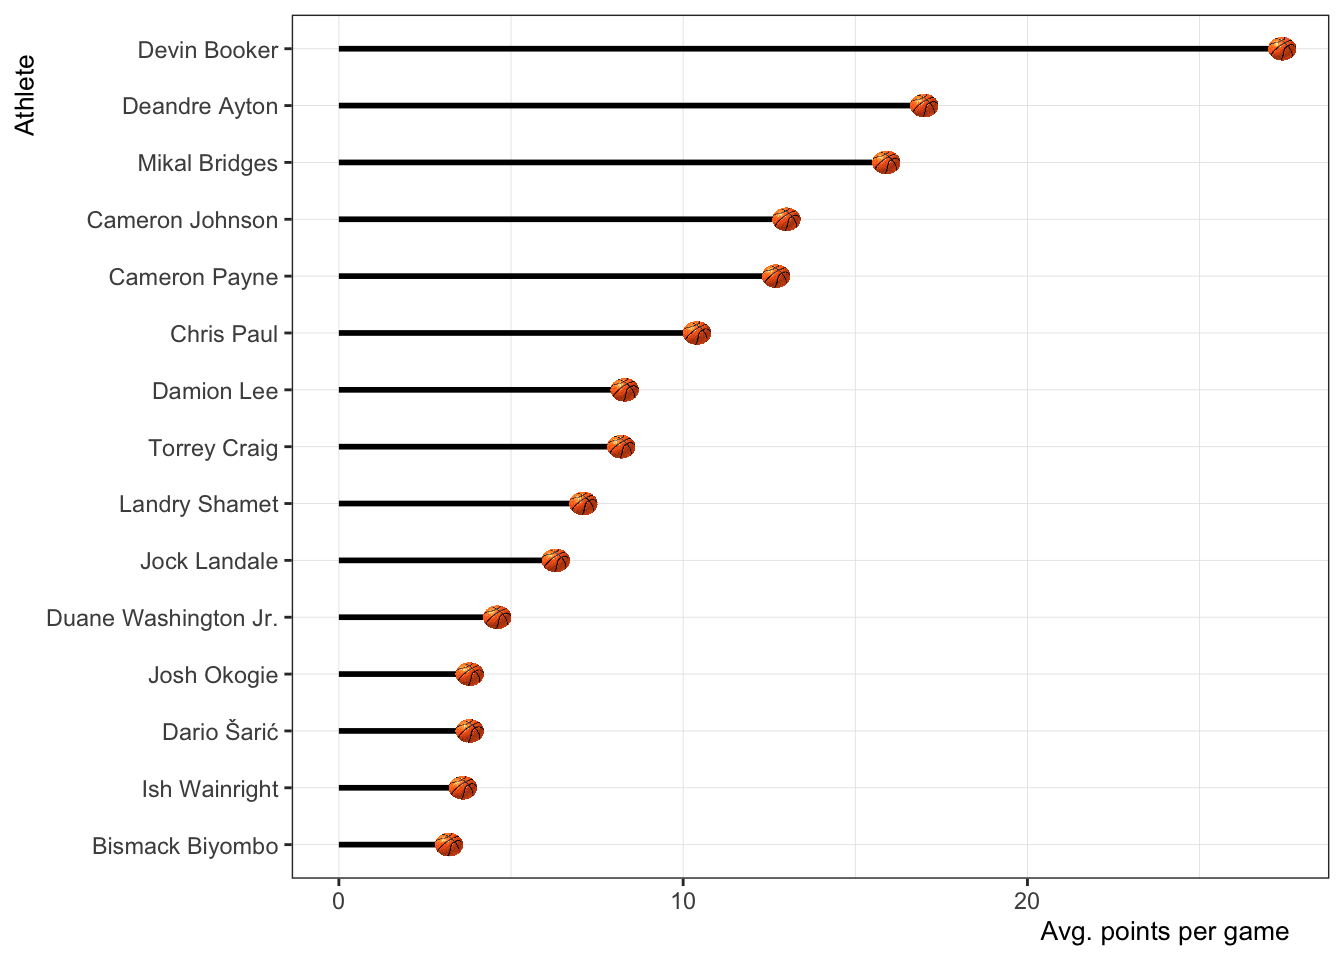 Athlete
Devin Booker
Deandre Ayton
Mikal Bridges
Cameron Johnson
Cameron Payne
Chris Paul
Damion Lee
Torrey Craig
Landry Shamet
Jock Landale
Duane Washington Jr.
Josh Okogie
Dario Šarić
Ish Wainright
Bismack Biyombo
0 10 20
Avg. points per game